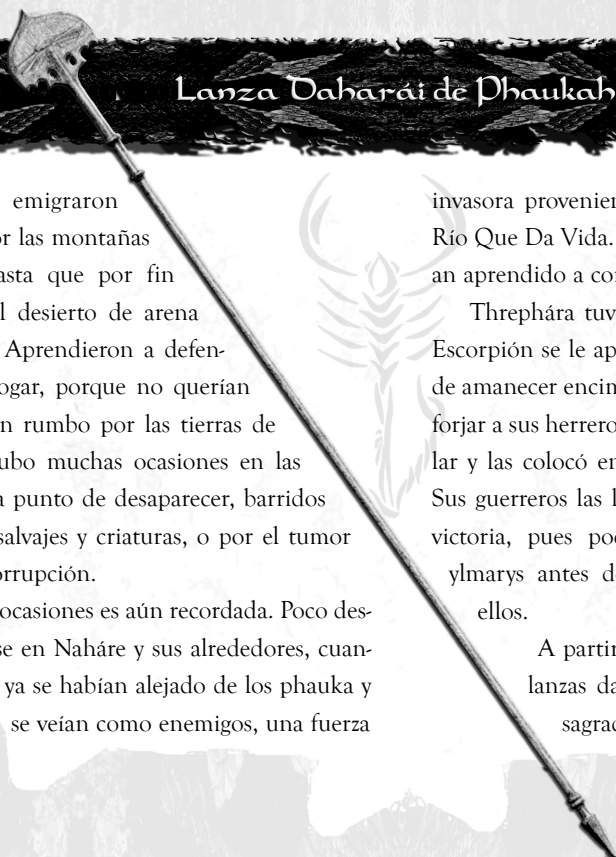 Lanza Daharái de Phaukah
emigraron
r las montañas
asta que por fin
l desierto de arena
Aprendieron a defen-
ogar, porque no querían
n rumbo por las tierras de
ubo muchas ocasiones en las
a punto de desaparecer, barridos
salvajes y criaturas, o por el tumor
orrupción.
ocasiones es aún recordada. Poco des-
se en Naháre y sus alrededores, cuan-
ya se habían alejado de los phauka y
se veían como enemigos, una fuerza
invasora provenien
Río Que Da Vida.
an aprendido a co
Threphára tuv
Escorpión se le ap
de amanecer encin
forjar a sus herrero
lar y las colocó en
Sus guerreros las l
victoria, pues po
ylmarys antes d
ellos.
A partir
lanzas da
sagrac